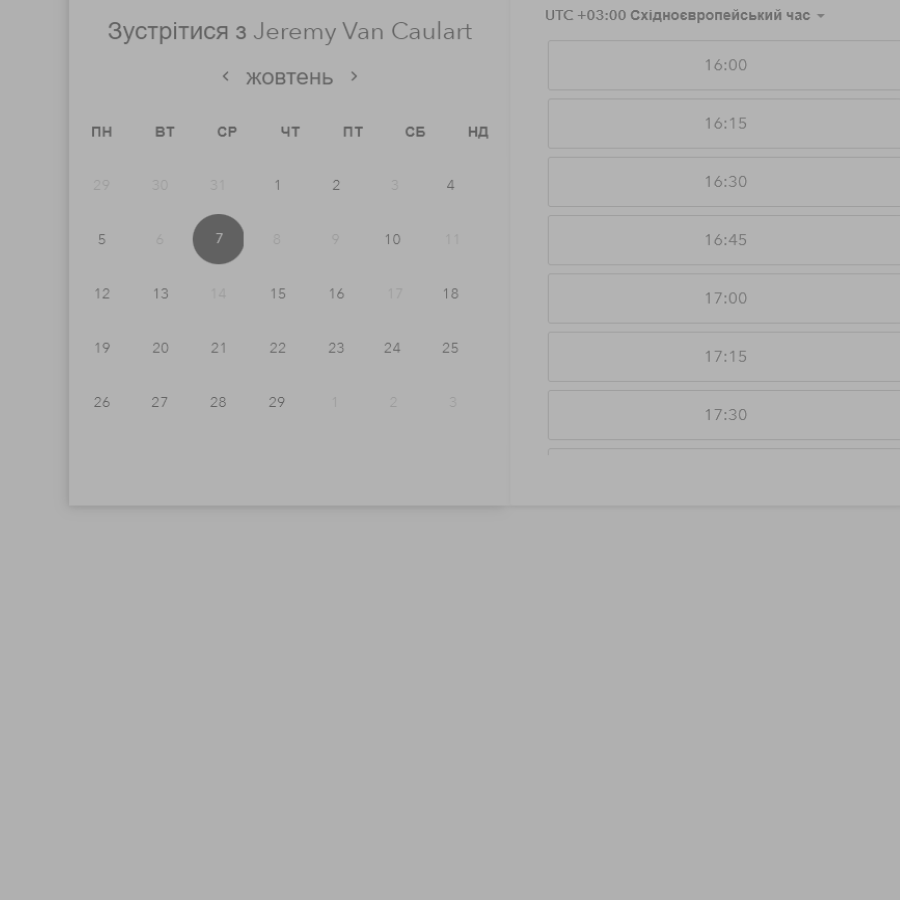 Зустрітися з Jeremy Van Caulart
жовтень
ПН ВТ СР ЧТ ПТ СБ НД
29 30 31 1 2 3 4
5 6 7 8 9 10 11
12 13 14 15 16 17 18
19 20 21 22 23 24 25
26 27 28 29 1 2 3
UTC +03:00 Східноєвропейський час
16:00
16:15
16:30
16:45
17:00
17:15
17:30